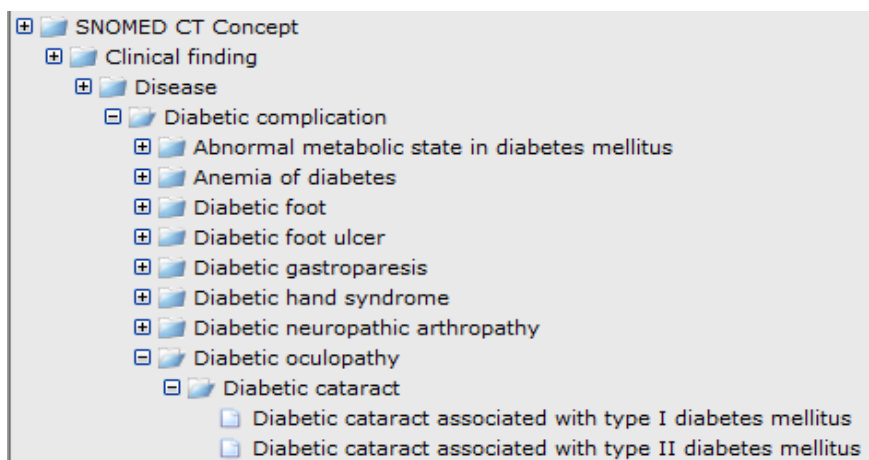 SNOMED CT Concept
Clinical finding
Disease
Diabetic complication
Abnormal metabolic state in diabetes mellitus
Anemia of diabetes
Diabetic foot
Diabetic foot ulcer
Diabetic gastroparesis
Diabetic hand syndrome
Diabetic neuropathic arthropathy
Diabetic oculopathy
Diabetic cataract
Diabetic cataract associated with type I diabetes mellitus
Diabetic cataract associated with type II diabetes mellitus